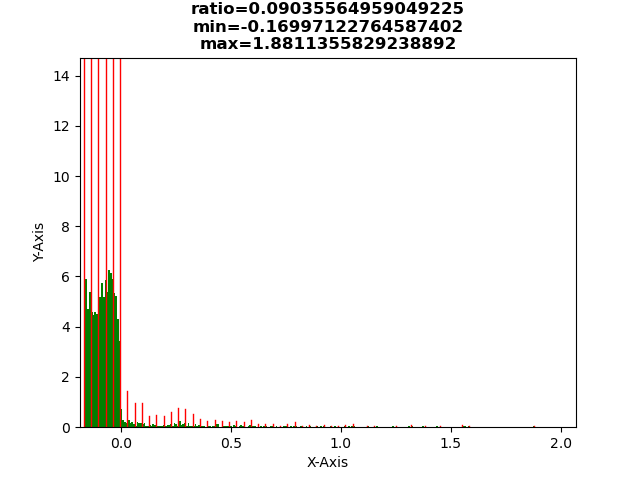 ratio=0.09035564959049225
min=-0.16997122764587402
max=1.8811355829238892
14
12
10
8
6
4
2
0
Y-Axis
0.0 0.5 1.0 1.5 2.0
X-Axis